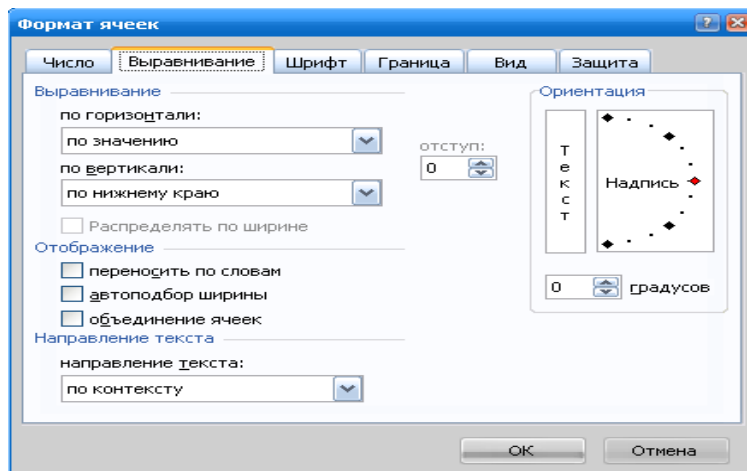 Формат ячеек
Число Выравнивание Шрифт Граница Вид Защита
Выравнивание
по горизонтали:
по значению
отступ:
0
по вертикали:
по нижнему краю
Распределять по ширине
Отображение
переносить по словам
автоподбор ширины
объединение ячеек
Направление текста
направление текста:
по контексту
Ориентация
Текст
Надпись
0 градусов
ОК Отмена